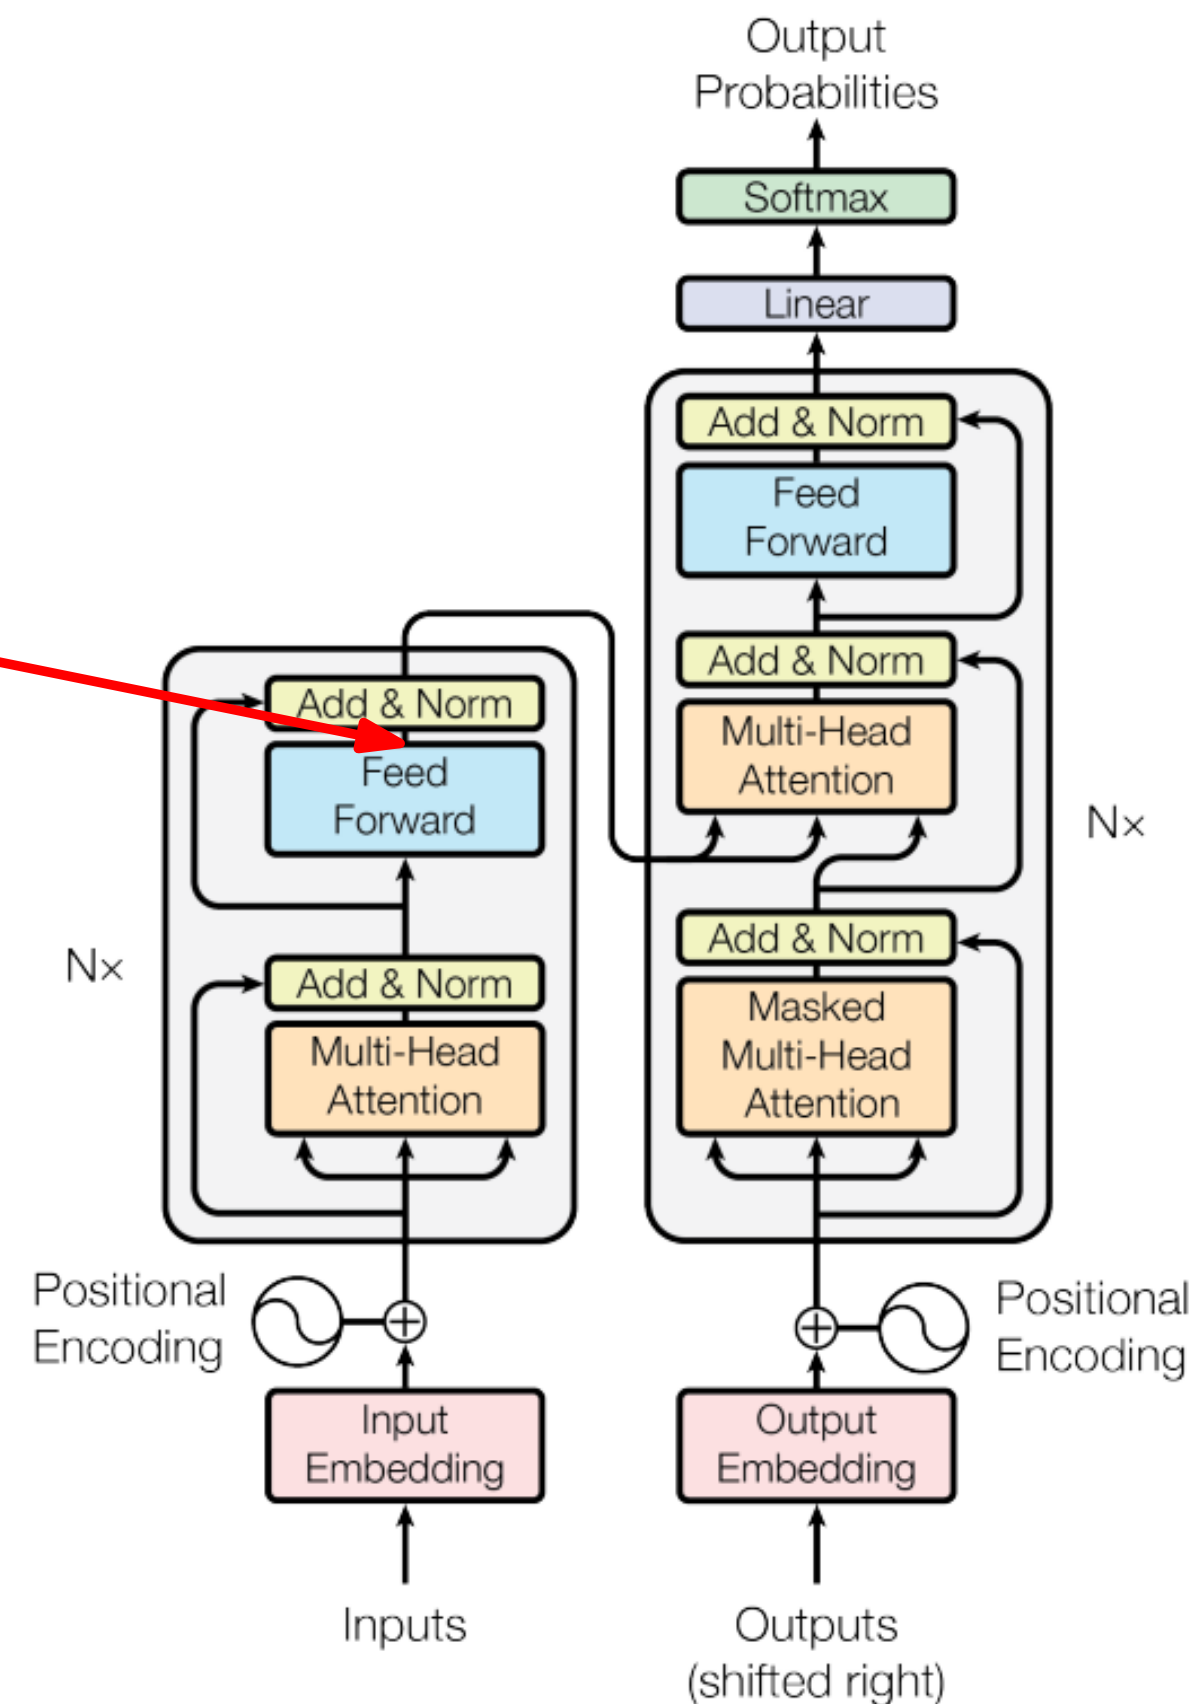 Output
Probabilities
Softmax
Linear
Add & Norm
Feed
Forward
Add & Norm
Multi-Head
Attention
Add & Norm
Masked
Multi-Head
Attention
Nx
Add & Norm
Feed
Forward
Add & Norm
Multi-Head
Attention
Nx
Positional
Encoding
Positional
Encoding
Input
Embedding
Output
Embedding
Inputs
Outputs
(shifted right)